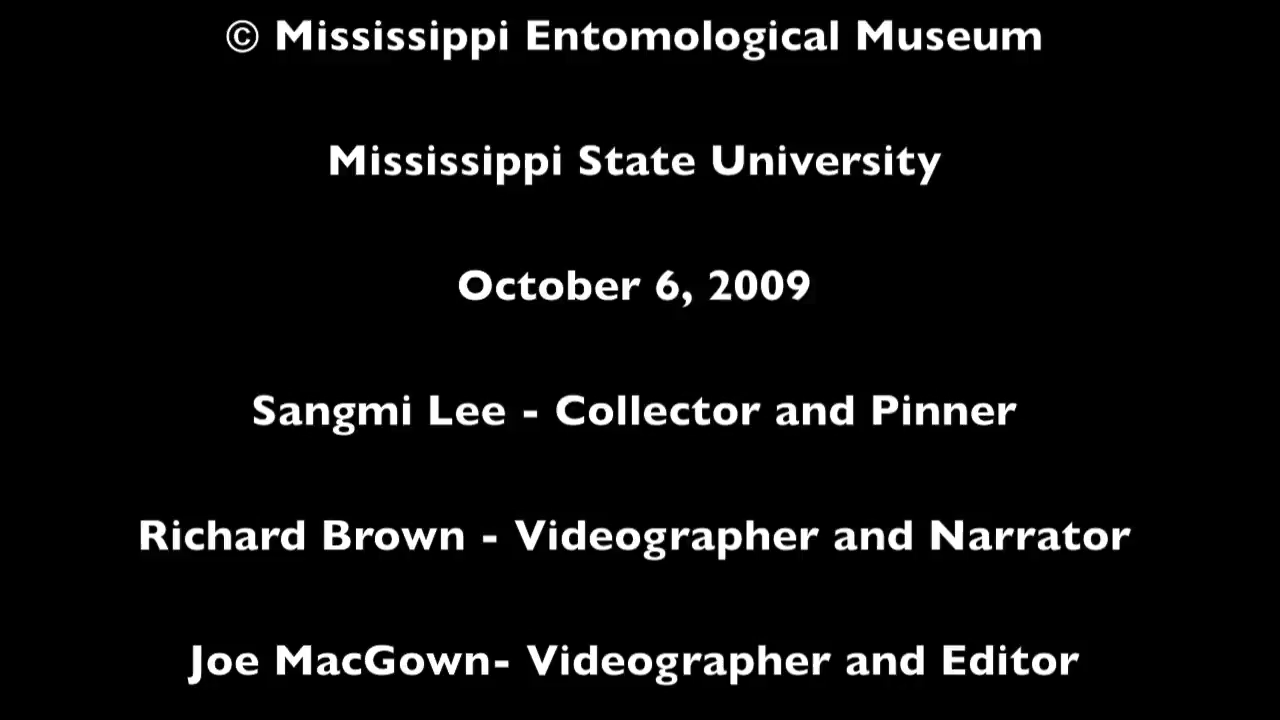 © Mississippi Entomological Museum
Mississippi State University
October 6, 2009
Sangmi Lee - Collector and Pinner
Richard Brown - Videographer and Narrator
Joe MacGown- Videographer and Editor